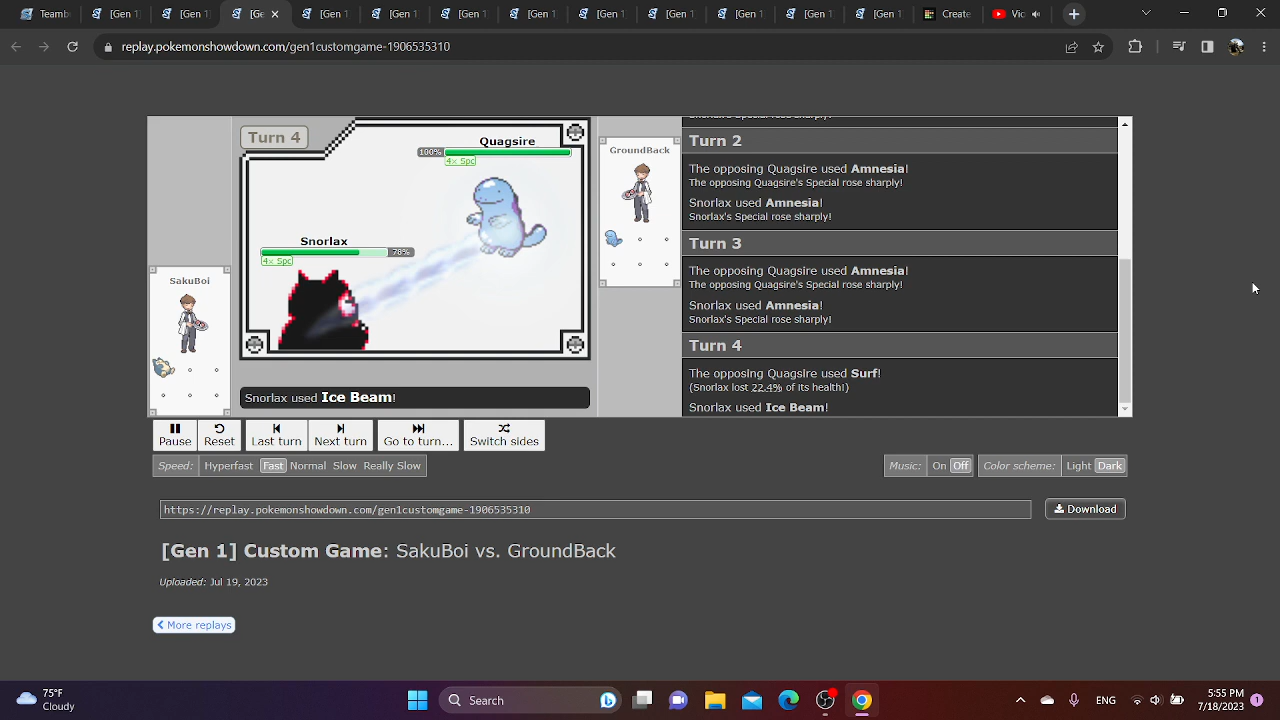 Teamb
[Gen 1
[Gen 1
[Ge
[Gen 1
[Gen 1
[Gen 1
[Gen 1
[Gen 1
[Gen 1
[Gen 1
[Gen 1
[Gen 1
Create
Vic
replay.pokemonshowdown.com/gen1customgame-1906535310
Turn 4
Quagsire
100%
4x Spc
Snorlax
78%
4x Spc
SakuBoi
GroundBack
Snorlax used Ice Beam!
Turn 2
The opposing Quagsire used Amnesia!
The opposing Quagsire's Special rose sharply!
Snorlax used Amnesia!
Snorlax's Special rose sharply!
Turn 3
The opposing Quagsire used Amnesia!
The opposing Quagsire's Special rose sharply!
Snorlax used Amnesia!
Snorlax's Special rose sharply!
Turn 4
The opposing Quagsire used Surf!
(Snorlax lost 22.4% of its health!)
Snorlax used Ice Beam!
Pause Reset Last turn Next turn Go to turn... Switch sides
Speed: Hyperfast Fast Normal Slow Really Slow
Music: On Off Color scheme: Light Dark
https://replay.pokemonshowdown.com/gen1customgame-1906535310
Download
[Gen 1] Custom Game: SakuBoi vs. GroundBack
Uploaded: Jul 19, 2023
More replays
75°F
Cloudy
Search
ENG
5:55 PM
7/18/2023
1